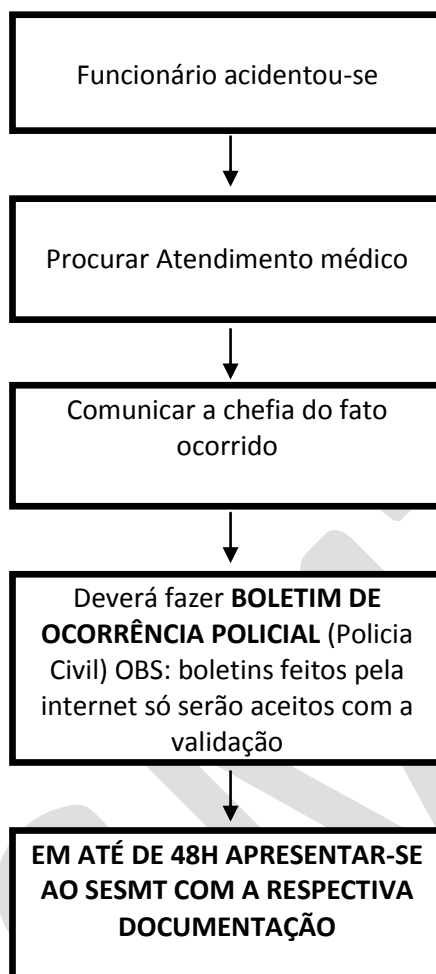 Funcionário acidentou-se
Procurar Atendimento médico
Comunicar a chefia do fato
ocorrido
Deverá fazer BOLETIM DE
OCORRÊNCIA POLICIAL (Policia
Civil) OBS: boletins feitos pela
internet só serão aceitos com a
validação
EM ATÉ DE 48H APRESENTAR-SE
AO SESMT COM A RESPECTIVA
DOCUMENTAÇÃO